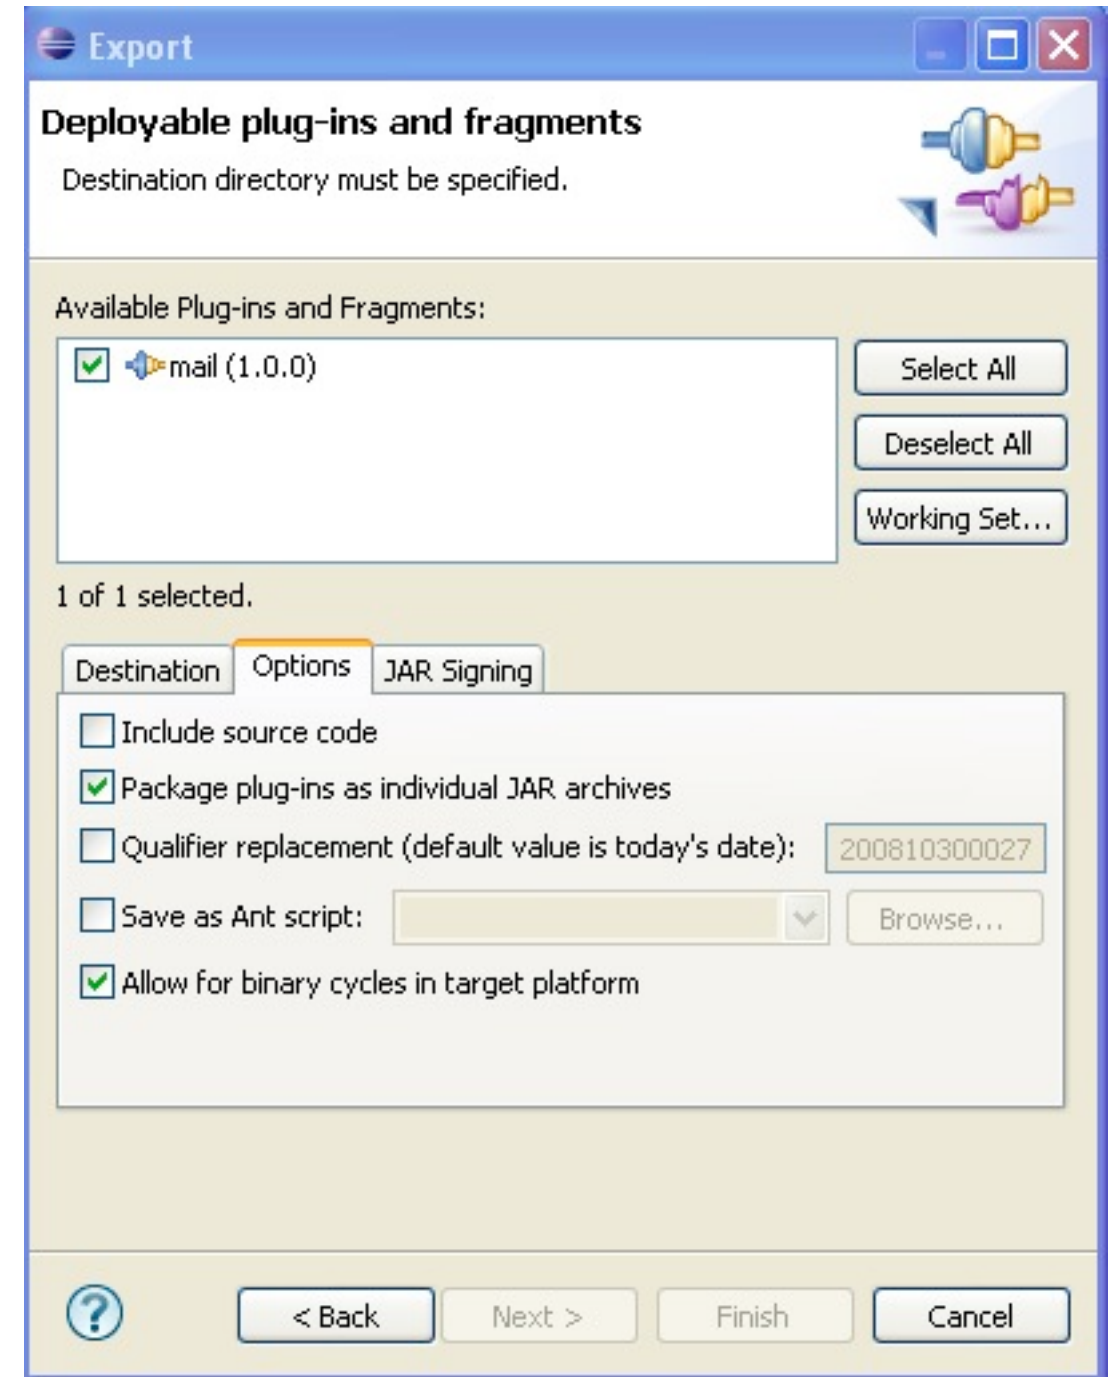 Export
Deployable plug-ins and fragments
Destination directory must be specified.
Available Plug-ins and Fragments:
mail (1.0.0)
Select All
Deselect All
Working Set...
1 of 1 selected.
Destination Options JAR Signing
Include source code
Package plug-ins as individual JAR archives
Qualifier replacement (default value is today's date): 200810300027
Save as Ant script: Browse...
Allow for binary cycles in target platform
? < Back Next > Finish Cancel